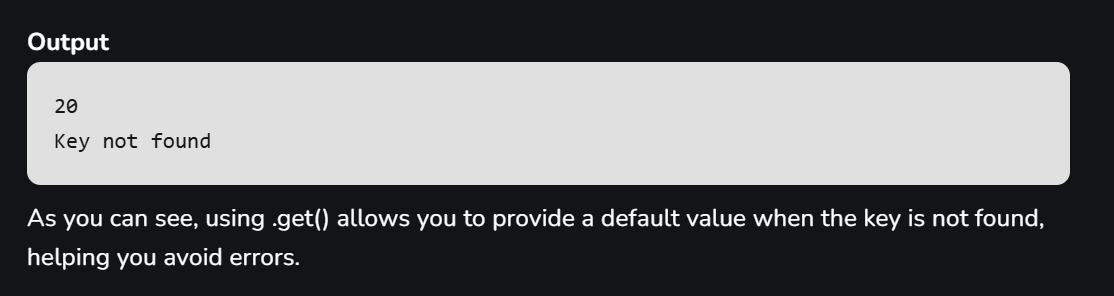 Output
20
Key not found
As you can see, using .get() allows you to provide a default value when the key is not found,
helping you avoid errors.